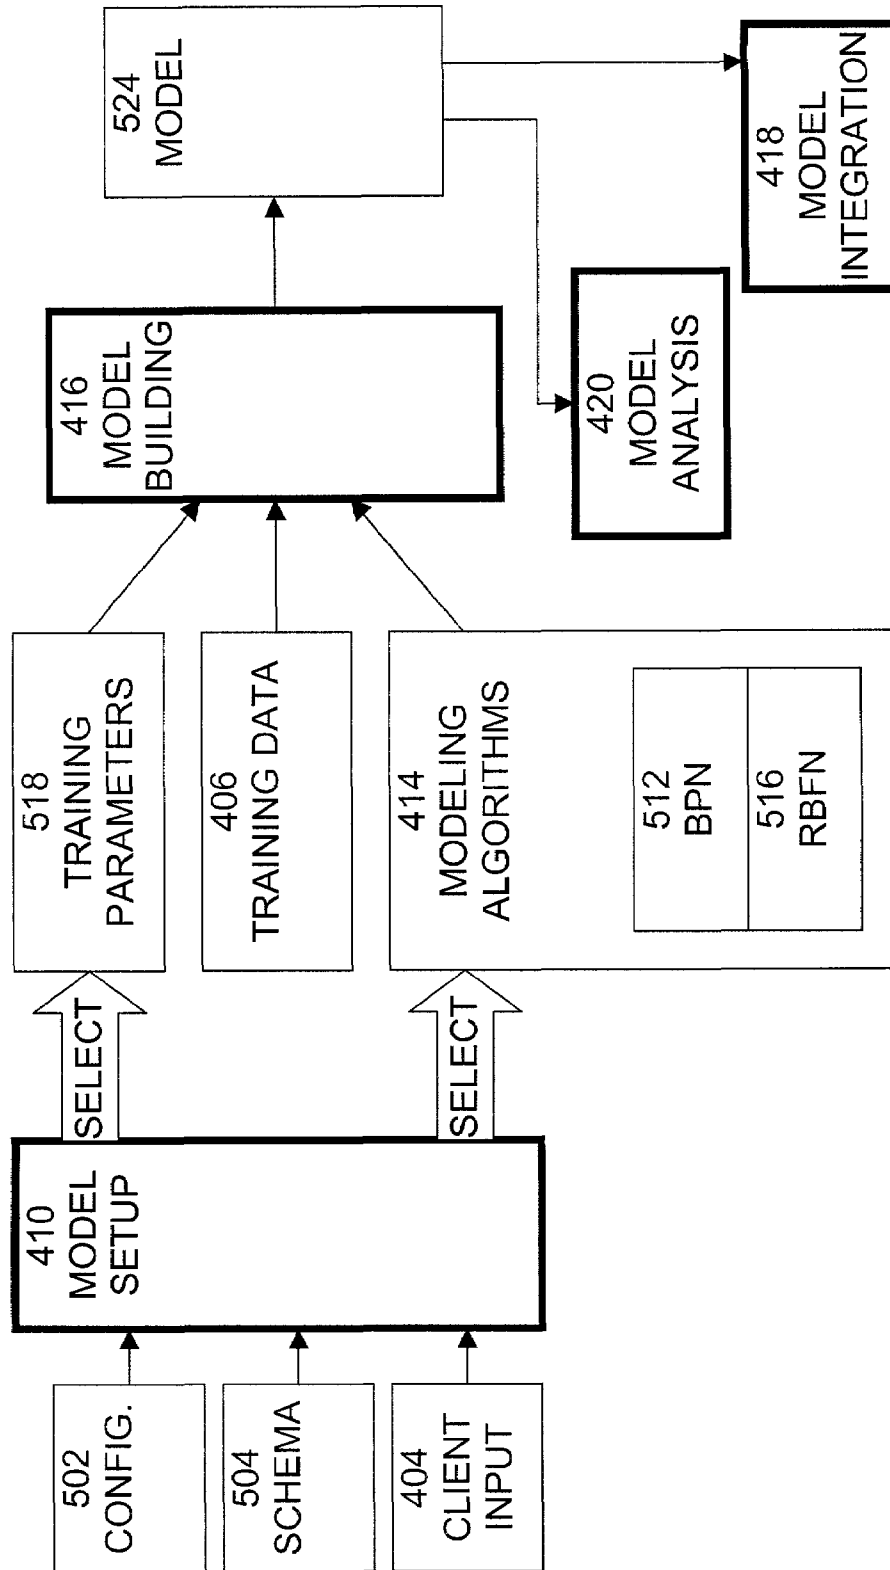 502
CONFIG.
504
SCHEMA
404
CLIENT
INPUT
410
MODEL
SETUP
SELECT
SELECT
518
TRAINING
PARAMETERS
406
TRAINING DATA
414
MODELING
ALGORITHMS
512
BPN
516
RBFN
416
MODEL
BUILDING
524
MODEL
420
MODEL
ANALYSIS
418
MODEL
INTEGRATION